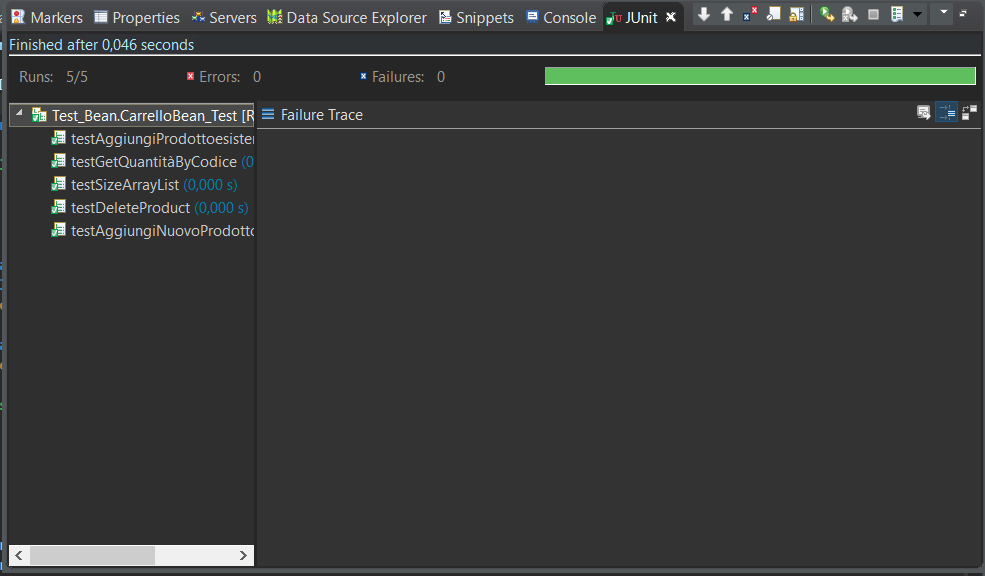 Markers Properties Servers Data Source Explorer Snippets Console JUnit
Finished after 0,046 seconds
Runs: 5/5 Errors: 0 Failures: 0
Test_Bean.CarrelloBean_Test [R
Failure Trace
testAggiungiProdottoesister
testGetQuantitàByCodice (0
testSizeArrayList (0,000 s)
testDeleteProduct (0,000 s)
testAggiungiNuovoProdotto